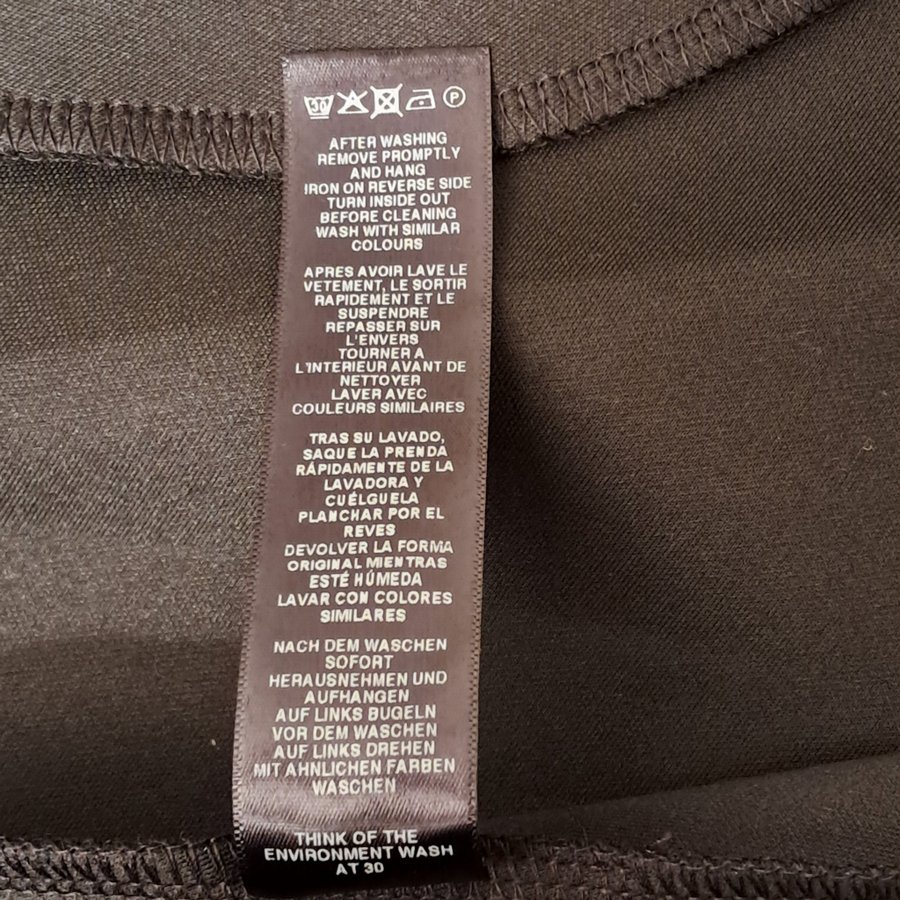 30 P
AFTER WASHING
REMOVE PROMPTLY
AND HANG
IRON ON REVERSE SIDE
TURN INSIDE OUT
BEFORE CLEANING
WASH WITH SIMILAR
COLOURS
APRES AVOIR LAVE LE
VETEMENT, LE SORTIR
RAPIDEMENT ET LE
SUSPENDRE
REPASSER SUR
L'ENVERS
TOURNER A
L'INTERIEUR AVANT DE
NETTOYER
LAVER AVEC
COULEURS SIMILAIRES
TRAS SU LAVADO,
SAQUE LA PRENDA
RÁPIDAMENTE DE LA
LAVADORA Y
CUÉLGUELA
PLANCHAR POR EL
REVES
DEVOLVER LA FORMA
ORIGINAL MIENTRAS
ESTÉ HÚMEDA
LAVAR CON COLORES
SIMILARES
NACH DEM WASCHEN
SOFORT
HERAUSNEHMEN UND
AUFHANGEN
AUF LINKS BUGELN
VOR DEM WASCHEN
AUF LINKS DREHEN
MIT AHNLICHEN FARBEN
WASCHEN
THINK OF THE
ENVIRONMENT WASH
AT 30